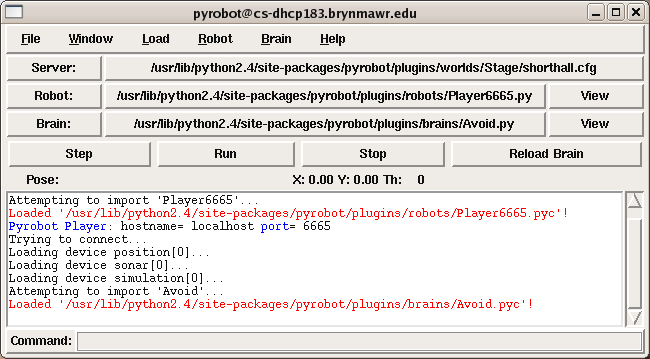 pyrobot@cs-dhcp183.brynmawr.edu
File Window Load Robot Brain Help
Server: /usr/lib/python2.4/site-packages/pyrobot/plugins/worlds/Stage/shorthall.cfg
Robot: /usr/lib/python2.4/site-packages/pyrobot/plugins/robots/Player6665.py View
Brain: /usr/lib/python2.4/site-packages/pyrobot/plugins/brains/Avoid.py View
Step Run Stop Reload Brain
Pose: X: 0.00 Y: 0.00 Th: 0
Attempting to import 'Player6665'...
Loaded '/usr/lib/python2.4/site-packages/pyrobot/plugins/robots/Player6665.pyc'!
Pyrobot Player: hostname= localhost port= 6665
Trying to connect...
Loading device position[0]...
Loading device sonar[0]...
Loading device simulation[0]...
Attempting to import 'Avoid'...
Loaded '/usr/lib/python2.4/site-packages/pyrobot/plugins/brains/Avoid.pyc'!
Command: